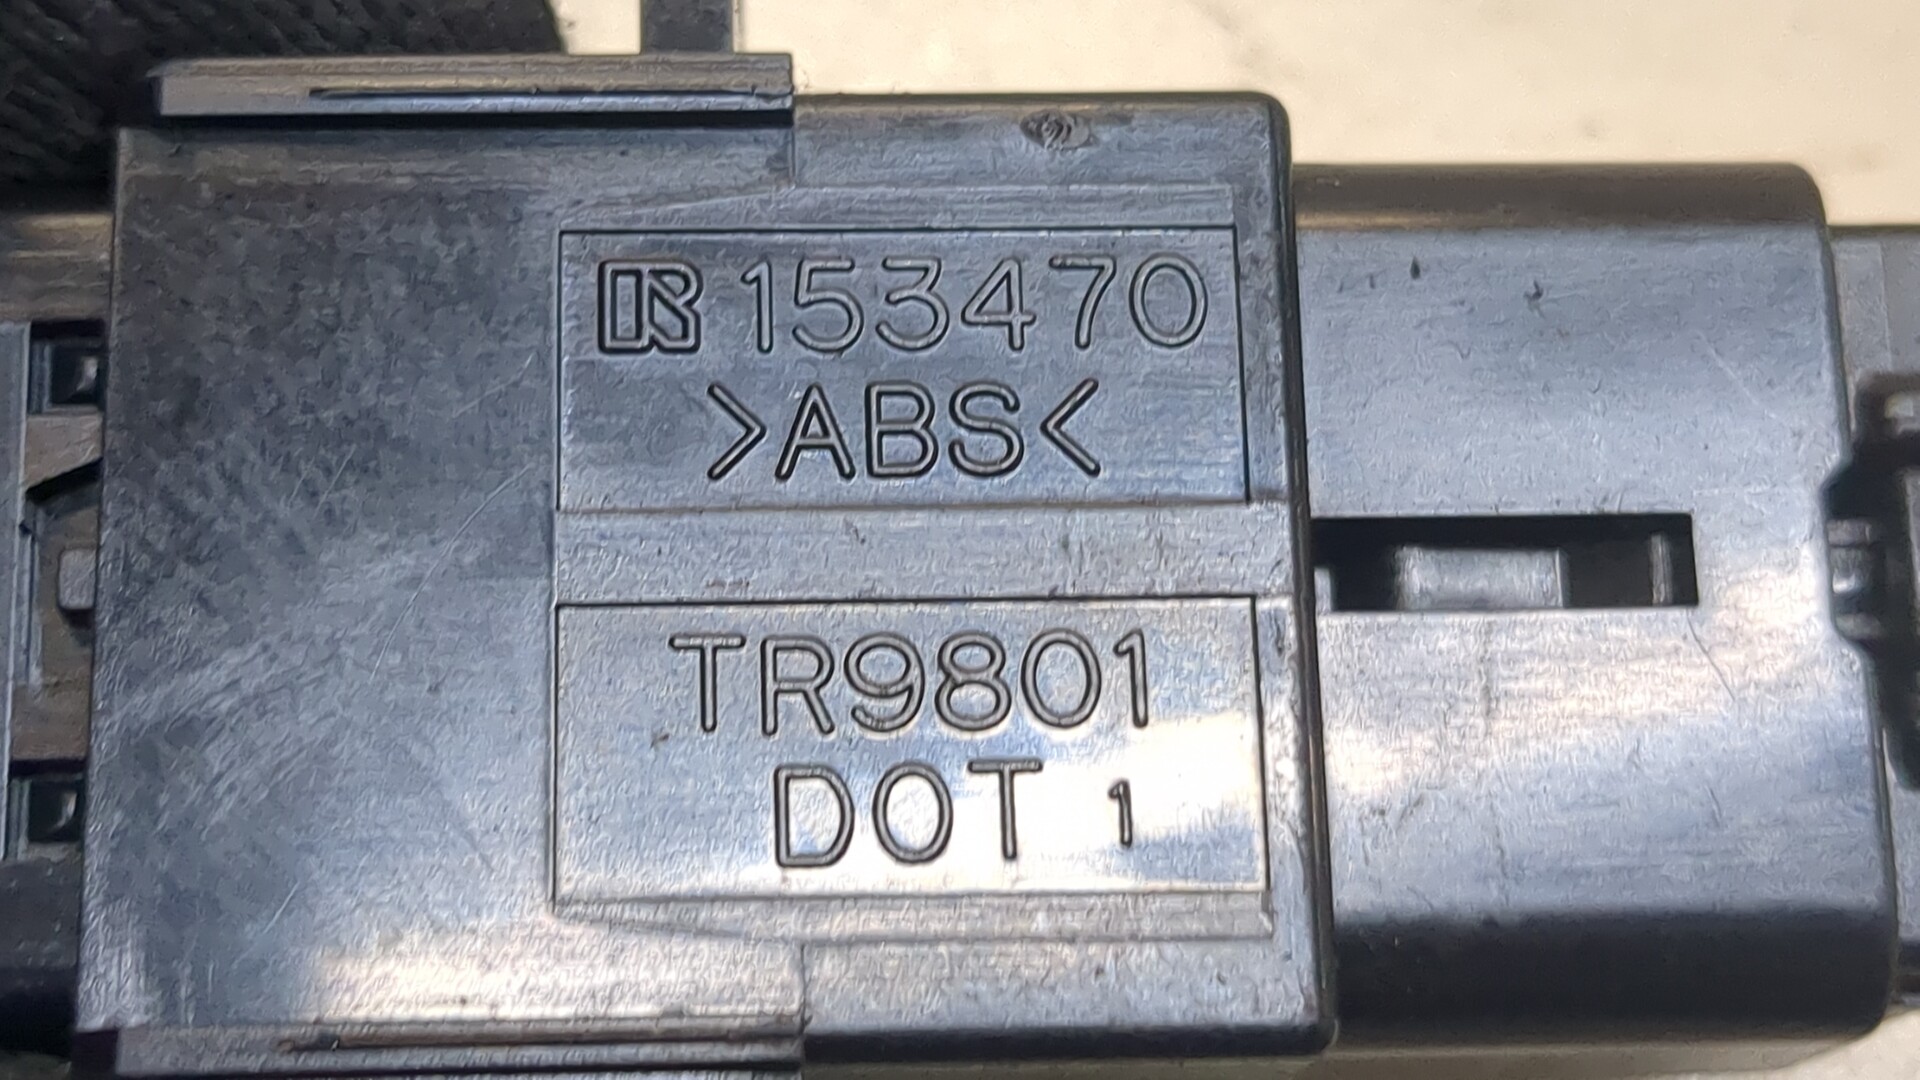 153470
>ABS<
TR9801
DOT 1